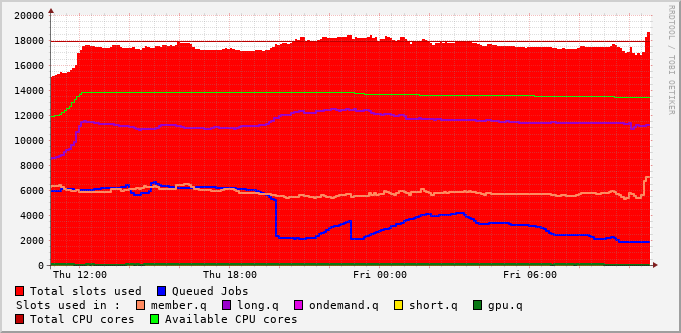 20000
18000
16000
14000
12000
10000
8000
6000
4000
2000
0
Thu 12:00 Thu 18:00 Fri 00:00 Fri 06:00
Total slots used Queued Jobs
Slots used in : member.q long.q ondemand.q short.q gpu.q
Total CPU cores Available CPU cores
RRDTOOL / TOBI OETIKER